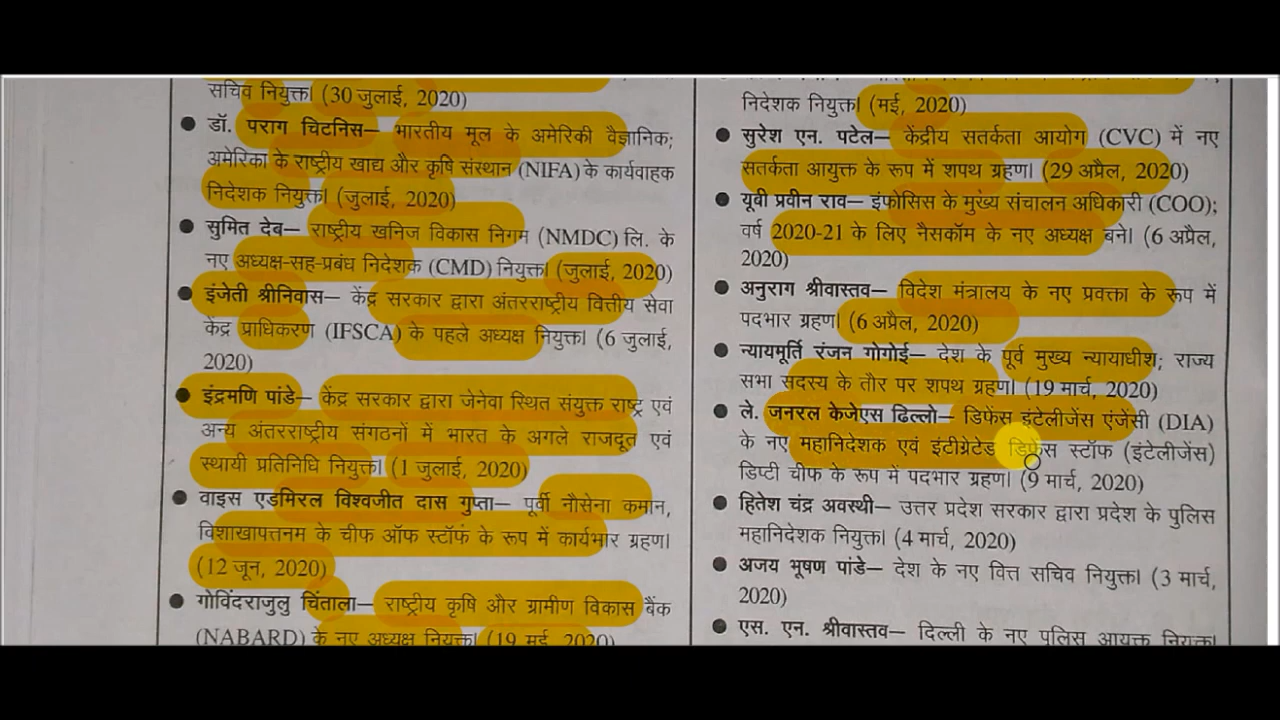 सचिव नियुक्त। (30 जुलाई, 2020)
● डॉ. पराग चिटनिस— भारतीय मूल के अमेरिकी वैज्ञानिक;
अमेरिका के राष्ट्रीय खाद्य और कृषि संस्थान (NIFA) के कार्यवाहक
निदेशक नियुक्त। (जुलाई, 2020)
● सुमित देब— राष्ट्रीय खनिज विकास निगम (NMDC) लि. के
नए अध्यक्ष-सह-प्रबंध निदेशक (CMD) नियुक्त। (जुलाई, 2020)
● इंजेती श्रीनिवास— केंद्र सरकार द्वारा अंतरराष्ट्रीय वित्तीय सेवा
केंद्र प्राधिकरण (IFSCA) के पहले अध्यक्ष नियुक्त। (6 जुलाई,
2020)
● इंद्रमणि पांडे— केंद्र सरकार द्वारा जेनेवा स्थित संयुक्त राष्ट्र एवं
अन्य अंतरराष्ट्रीय संगठनों में भारत के अगले राजदूत एवं
स्थायी प्रतिनिधि नियुक्त। (1 जुलाई, 2020)
● वाइस एडमिरल विश्वजीत दास गुप्ता— पूर्वी नौसेना कमान,
विशाखापत्तनम के चीफ ऑफ स्टॉफ के रूप में कार्यभार ग्रहण।
(12 जून, 2020)
● गोविंदराजुलु चिंताला— राष्ट्रीय कृषि और ग्रामीण विकास बैंक
(NABARD) के नए अध्यक्ष नियुक्त। (19 मई, 2020)
निदेशक नियुक्त। (मई, 2020)
● सुरेश एन. पटेल— केंद्रीय सतर्कता आयोग (CVC) में नए
सतर्कता आयुक्त के रूप में शपथ ग्रहण। (29 अप्रैल, 2020)
● यूबी प्रवीन राव— इंफोसिस के मुख्य संचालन अधिकारी (COO);
वर्ष 2020-21 के लिए नैसकॉम के नए अध्यक्ष बने। (6 अप्रैल,
2020)
● अनुराग श्रीवास्तव— विदेश मंत्रालय के नए प्रवक्ता के रूप में
पदभार ग्रहण। (6 अप्रैल, 2020)
● न्यायमूर्ति रंजन गोगोई— देश के पूर्व मुख्य न्यायाधीश; राज्य
सभा सदस्य के तौर पर शपथ ग्रहण। (19 मार्च, 2020)
● ले. जनरल केजेएस ढिल्लो— डिफेंस इंटेलीजेंस एंजेंसी (DIA)
के नए महानिदेशक एवं इंटीग्रेटेड डिफेंस स्टॉफ (इंटेलीजेंस)
डिप्टी चीफ के रूप में पदभार ग्रहण। (9 मार्च, 2020)
● हितेश चंद्र अवस्थी— उत्तर प्रदेश सरकार द्वारा प्रदेश के पुलिस
महानिदेशक नियुक्त। (4 मार्च, 2020)
● अजय भूषण पांडे— देश के नए वित्त सचिव नियुक्त। (3 मार्च,
2020)
● एस. एन. श्रीवास्तव— दिल्ली के नए पुलिस आयुक्त नियुक्त।